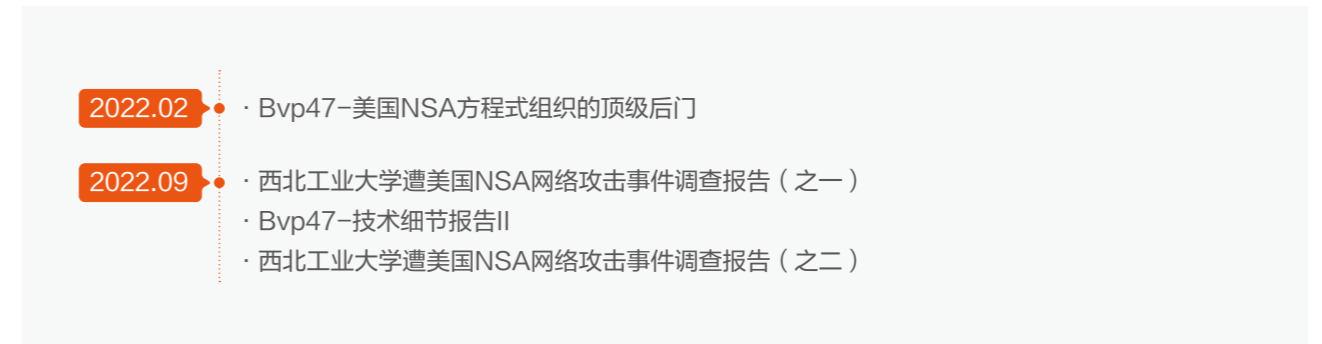 2022.02
· Bvp47-美国NSA方程式组织的顶级后门
2022.09
· 西北工业大学遭美国NSA网络攻击事件调查报告（之一）
· Bvp47-技术细节报告II
· 西北工业大学遭美国NSA网络攻击事件调查报告（之二）